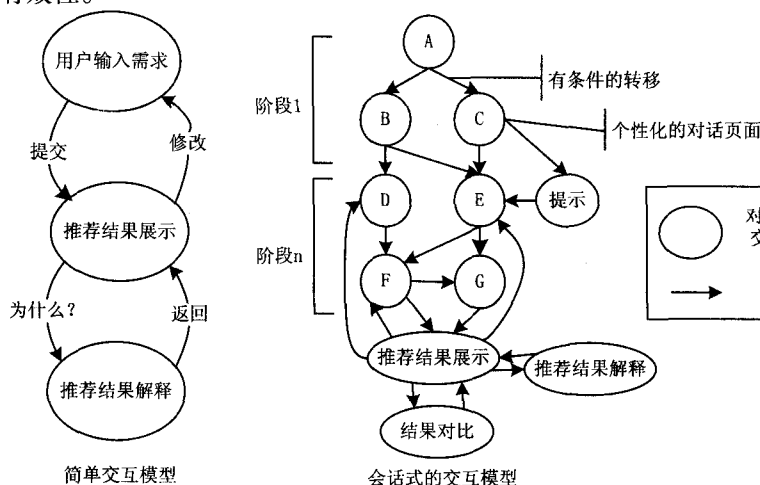 用户输入需求
提交
修改
推荐结果展示
为什么?
返回
推荐结果解释
简单交互模型
阶段1
A
有条件的转移
B
C
个性化的对话页面
阶段n
D
E
提示
F
G
推荐结果展示
推荐结果解释
结果对比
会话式的交互模型
对
交